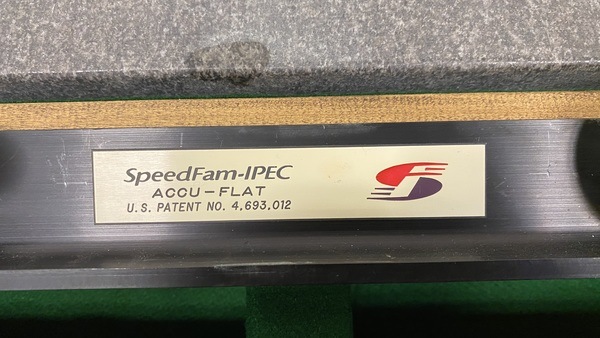 SpeedFam-IPEC
ACCU-FLAT
U.S. PATENT NO. 4,693,012